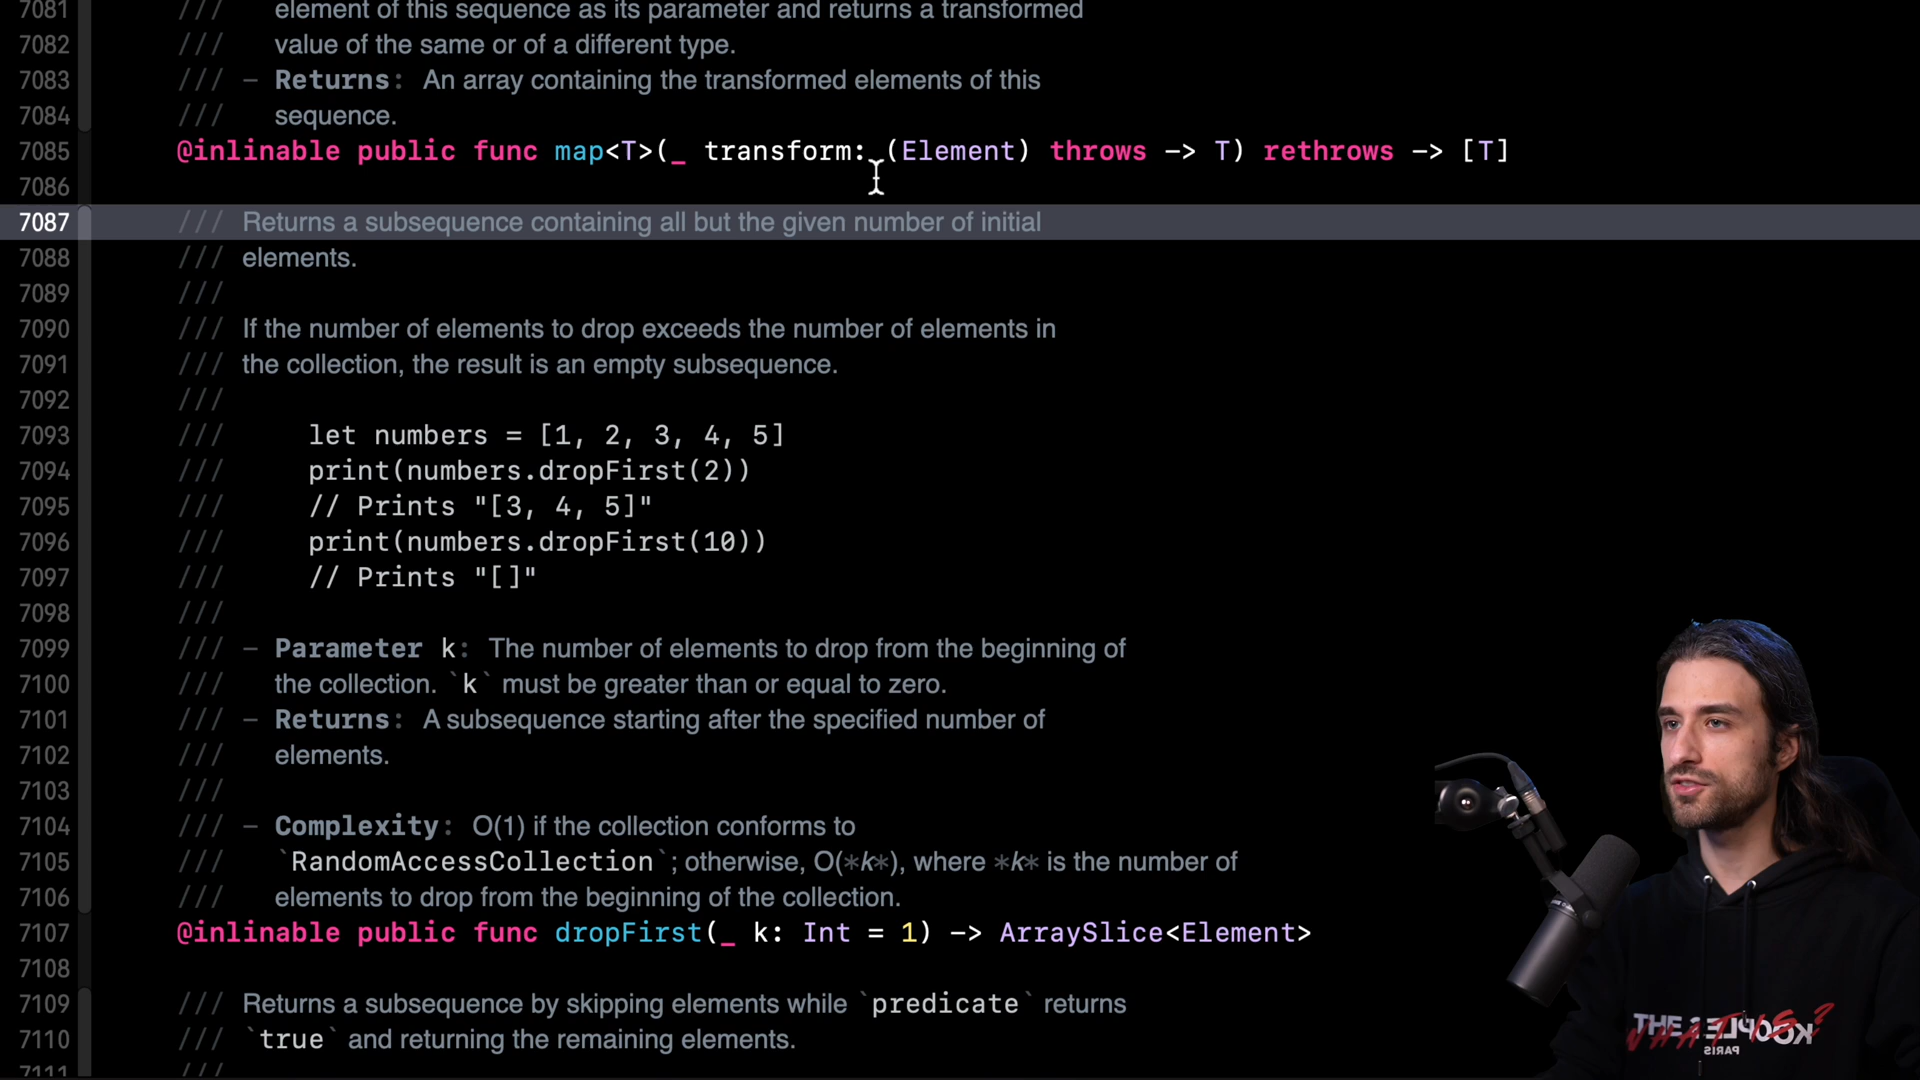 7081 /// element of this sequence as its parameter and returns a transformed
7082 /// value of the same or of a different type.
7083 /// – Returns: An array containing the transformed elements of this
7084 /// sequence.
7085 @inlinable public func map<T>(_ transform: (Element) throws -> T) rethrows -> [T]
7086
7087 /// Returns a subsequence containing all but the given number of initial
7088 /// elements.
7089 ///
7090 /// If the number of elements to drop exceeds the number of elements in
7091 /// the collection, the result is an empty subsequence.
7092 ///
7093 /// let numbers = [1, 2, 3, 4, 5]
7094 /// print(numbers.dropFirst(2))
7095 /// // Prints "[3, 4, 5]"
7096 /// print(numbers.dropFirst(10))
7097 /// // Prints "[]"
7098 ///
7099 /// – Parameter k: The number of elements to drop from the beginning of
7100 /// the collection. `k` must be greater than or equal to zero.
7101 /// – Returns: A subsequence starting after the specified number of
7102 /// elements.
7103 ///
7104 /// – Complexity: O(1) if the collection conforms to
7105 /// `RandomAccessCollection`; otherwise, O(*k*), where *k* is the number of
7106 /// elements to drop from the beginning of the collection.
7107 @inlinable public func dropFirst(_ k: Int = 1) -> ArraySlice<Element>
7108
7109 /// Returns a subsequence by skipping elements while `predicate` returns
7110 /// `true` and returning the remaining elements.
7111 ///
THE KOOPLES
WHAT IS?
PARIS